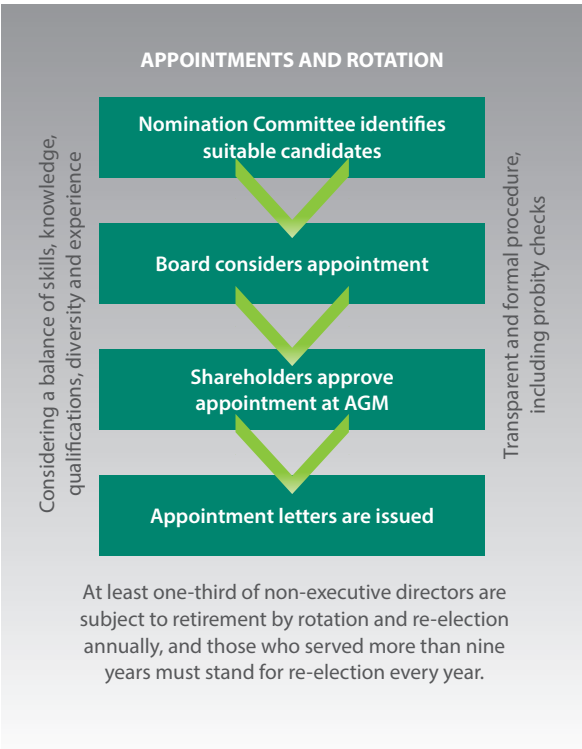 APPOINTMENTS AND ROTATION
Considering a balance of skills, knowledge,
qualifications, diversity and experience
Nomination Committee identifies
suitable candidates
Board considers appointment
Shareholders approve
appointment at AGM
Appointment letters are issued
Transparent and formal procedure,
including probity checks
At least one-third of non-executive directors are
subject to retirement by rotation and re-election
annually, and those who served more than nine
years must stand for re-election every year.